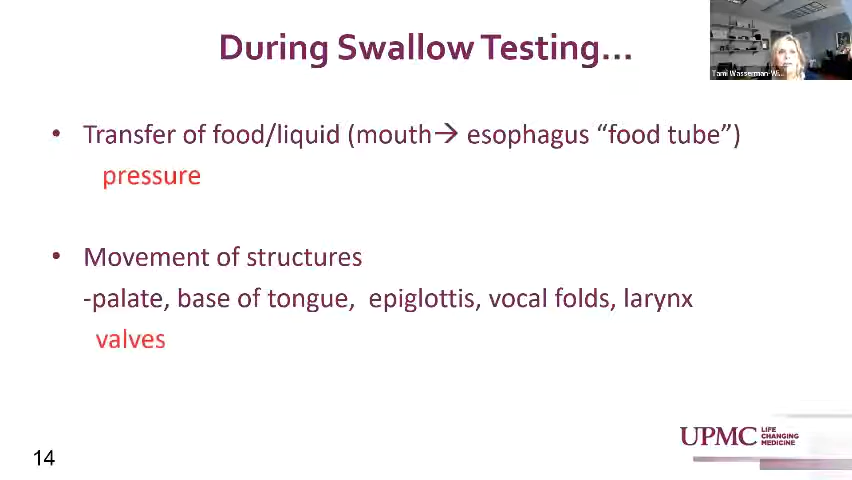 During Swallow Testing...
Tami Wasserman-Wi...
• Transfer of food/liquid (mouth→ esophagus “food tube”)
pressure
• Movement of structures
-palate, base of tongue, epiglottis, vocal folds, larynx
valves
UPMC LIFE CHANGING MEDICINE
14